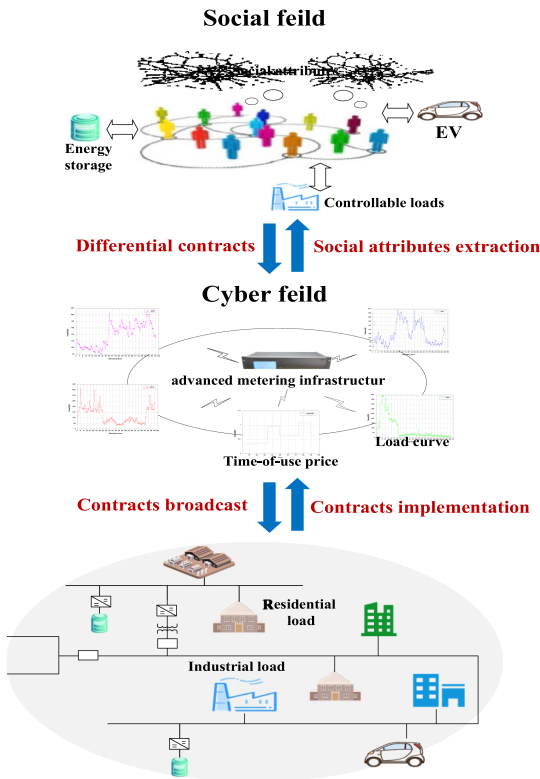 Social feild
Energy
storage
EV
Controllable loads
Differential contracts
Social attributes extraction
Cyber feild
advanced metering infrastructur
Load curve
Time-of-use price
Contracts broadcast
Contracts implementation
Residential
load
Industrial load